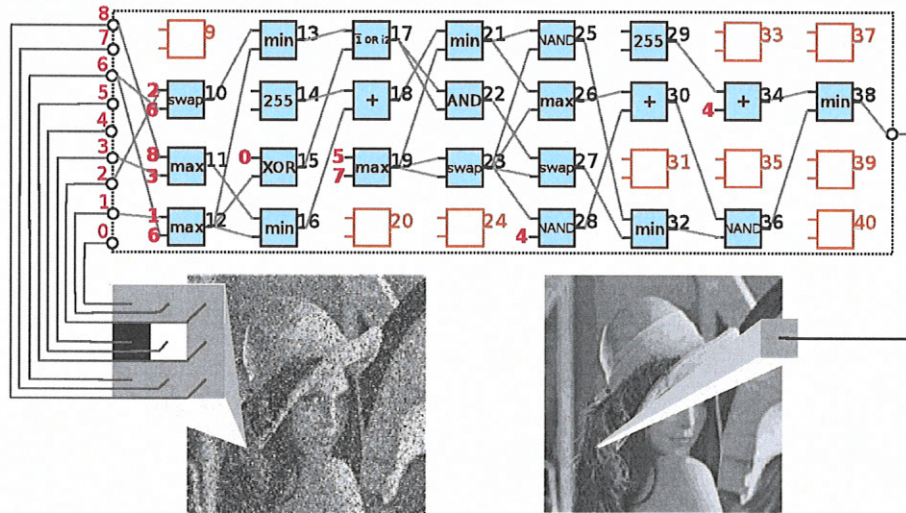 8
7
6
5
4
3
2
1
0
9
2
6
swap 10
8
3
max 11
1
6
max 12
min 13
255 14
0
XOR 15
min 16
i OR i2 17
+ 18
5
7
max 19
20
min 21
AND 22
swap 23
24
NAND 25
max 26
swap 27
4
NAND 28
255 29
+ 30
31
min 32
33
4
+ 34
35
NAND 36
37
min 38
39
40